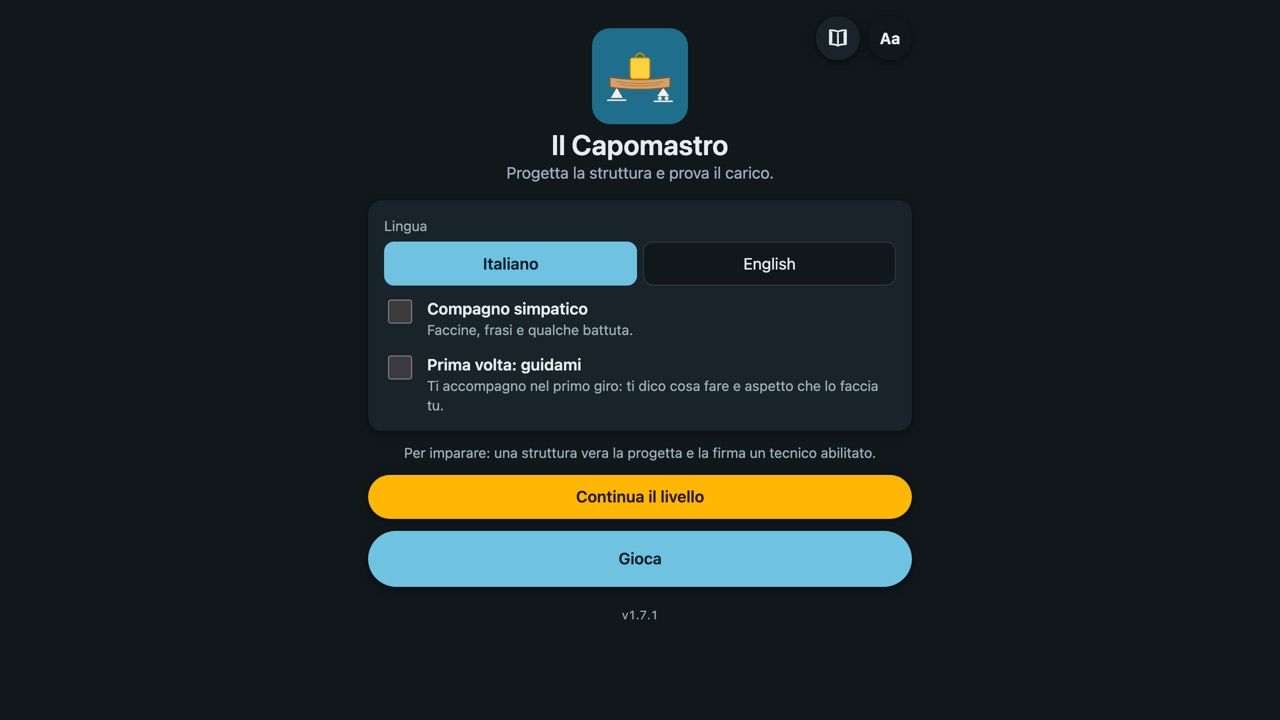 Aa
Il Capomastro
Progetta la struttura e prova il carico.
Lingua
Italiano
English
Compagno simpatico
Faccine, frasi e qualche battuta.
Prima volta: guidami
Ti accompagno nel primo giro: ti dico cosa fare e aspetto che lo faccia
tu.
Per imparare: una struttura vera la progetta e la firma un tecnico abilitato.
Continua il livello
Gioca
v1.7.1